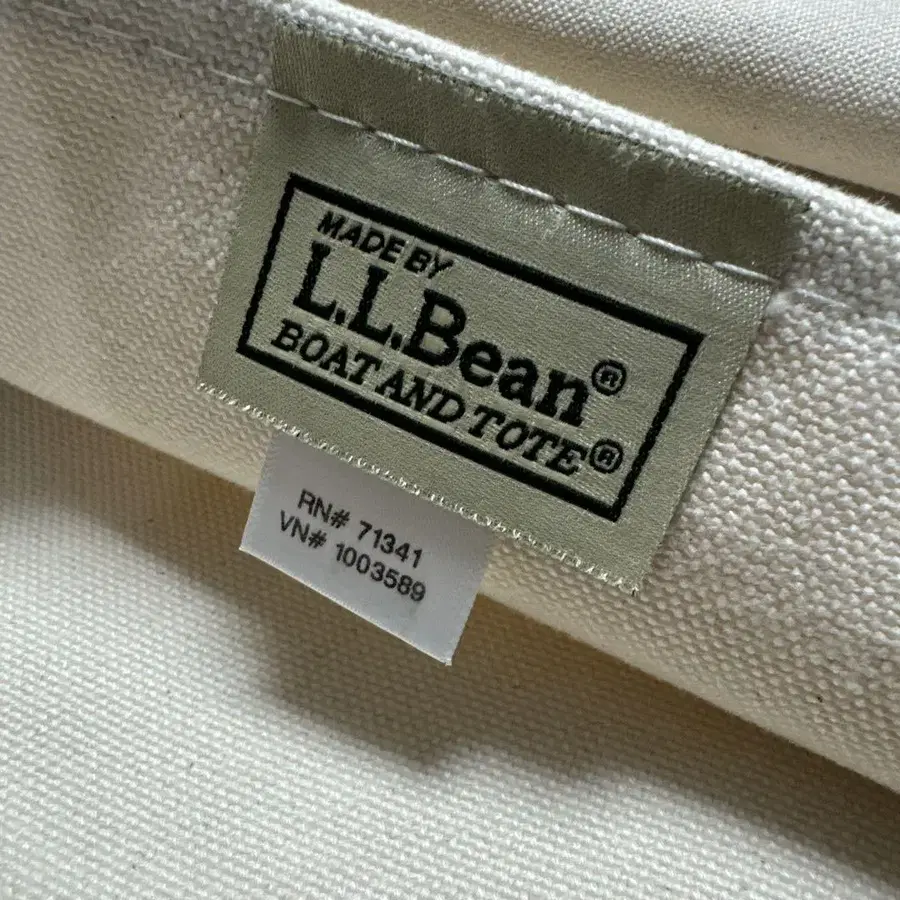 MADE BY
L.L.Bean®
BOAT AND TOTE®
RN# 71341
VN# 1003589